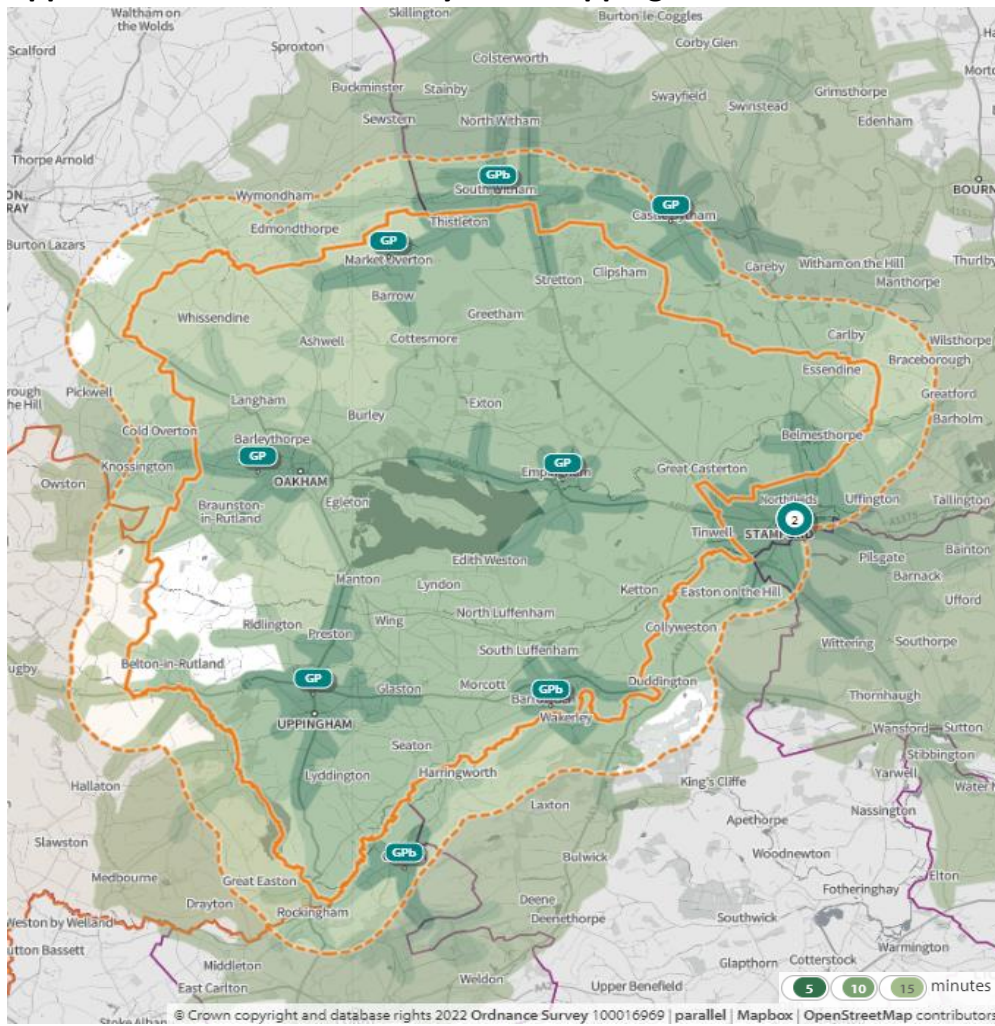 Skillington
Burton-le-Coggles
Waltham on
the Wolds
Corby Glen
Scalford
Sproxton
Colsterworth
Buckminster
Stainby
Swayfield
Grimsthorpe
Swinstead
Sewstern
North Witham
Edenham
Thorpe Arnold
GPb
South Witham
BOURN
Wymondham
GP
RAY
Edmondthorpe
Thistleton
Burton Lazars
GP
Market Overton
Careby
Witham on the Hill
Thurlby
Stretton
Clipsham
Manthorpe
Barrow
Whissendine
Greetham
Carlby
Ashwell
Cottesmore
Wilsthorpe
Braceborough
Essendine
Pickwell
Greatford
Langham
Exton
Burley
Barholm
Cold Overton
Barleythorpe
Belmesthorpe
GP
GP
Knossington
Great Casterton
OAKHAM
Owston
Egleton
Northfields
Uffington
Tallington
Braunston-
in-Rutland
2
Tinwell
Edith Weston
Pilsgate
Bainton
Manton
Lyndon
Barnack
Ketton
Easton on the Hill
Ufford
Wing
North Luffenham
Ridlington
Preston
Collyweston
Wittering
Southorpe
South Luffenham
Belton-in-Rutland
GP
Glaston
Morcott
GPb
Duddington
Thornhaugh
Wakerley
UPPINGHAM
Wansford
Sutton
Seaton
Stibbington
Lyddington
Harringworth
Yarwell
Hallaton
King's Cliffe
Laxton
Nassington
Apethorpe
Slawston
GPb
Bulwick
Woodnewton
Medbourne
Great Easton
Elton
Fotheringhay
Drayton
Deene
Rockingham
Southwick
Weston by Welland
Deenethorpe
Warmington
utton Bassett
Middleton
Glapthorn
Cotterstock
East Carlton
Weldon
Upper Benefield
5 10 15 minutes
© Crown copyright and database rights 2022 Ordnance Survey 100016969 | parallel | Mapbox | OpenStreetMap contributors